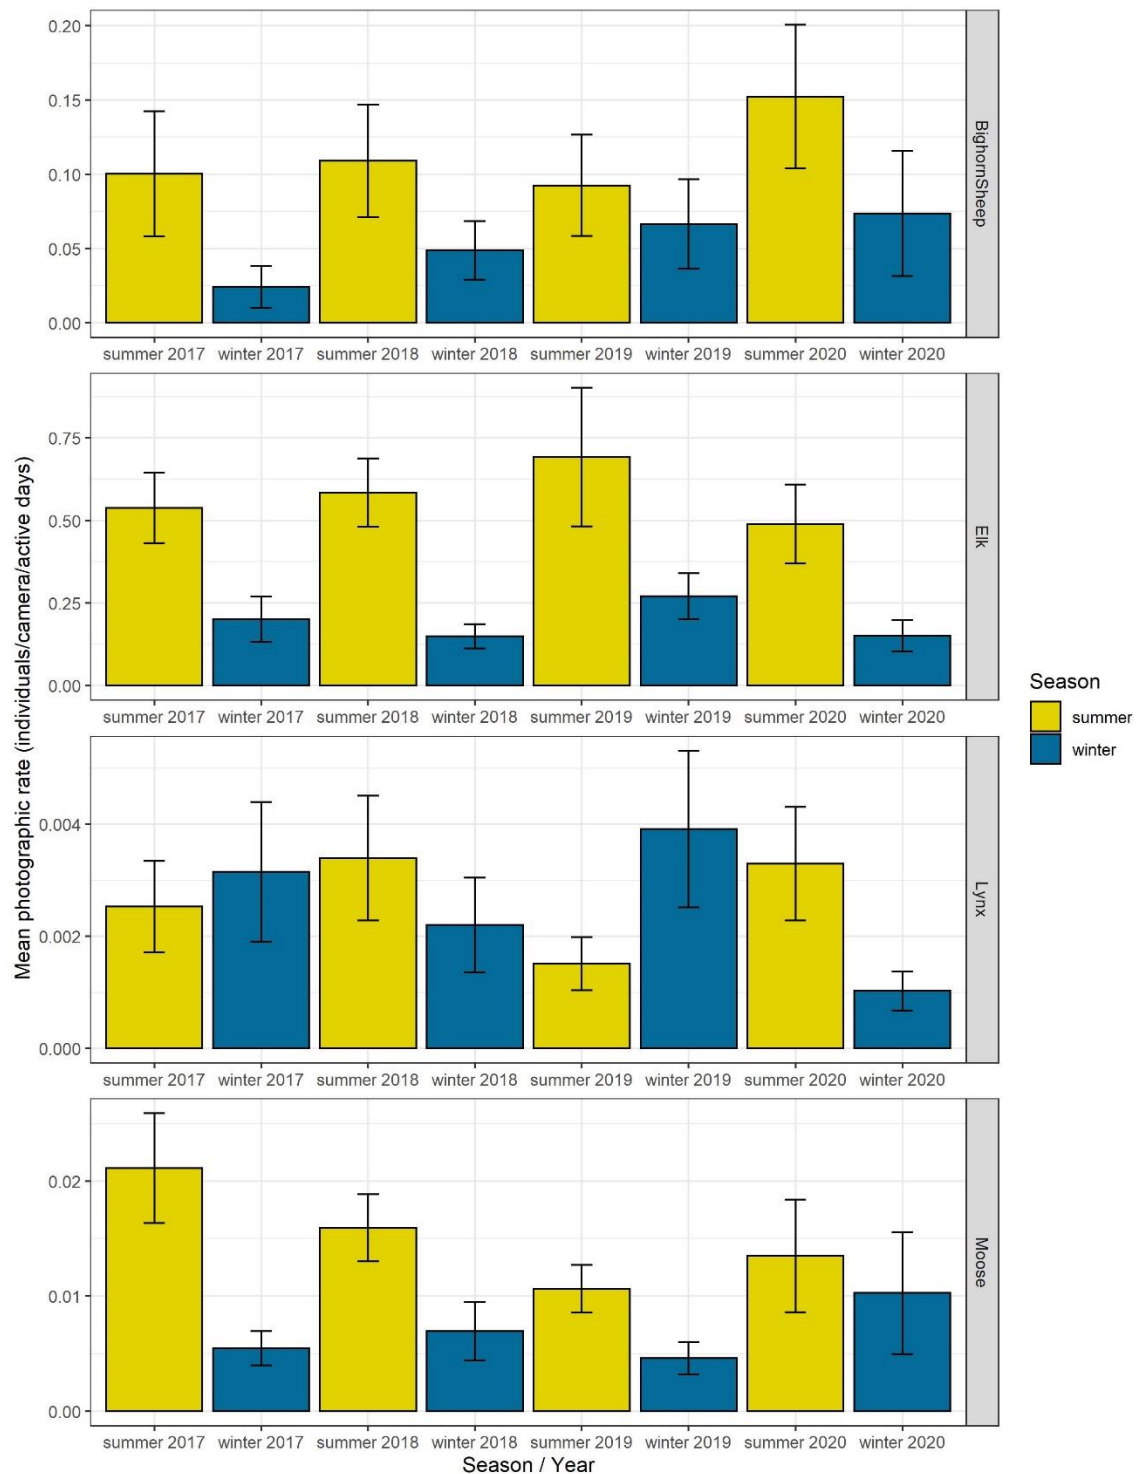 0.20
0.15
0.10
0.05
0.00
BighornSheep
summer 2017 winter 2017 summer 2018 winter 2018 summer 2019 winter 2019 summer 2020 winter 2020
Mean photographic rate (individuals/camera/active days)
0.75
0.50
0.25
0.00
Elk
summer 2017 winter 2017 summer 2018 winter 2018 summer 2019 winter 2019 summer 2020 winter 2020
Season
summer
winter
0.004
0.002
0.000
Lynx
summer 2017 winter 2017 summer 2018 winter 2018 summer 2019 winter 2019 summer 2020 winter 2020
0.02
0.01
0.00
Moose
summer 2017 winter 2017 summer 2018 winter 2018 summer 2019 winter 2019 summer 2020 winter 2020
Season / Year